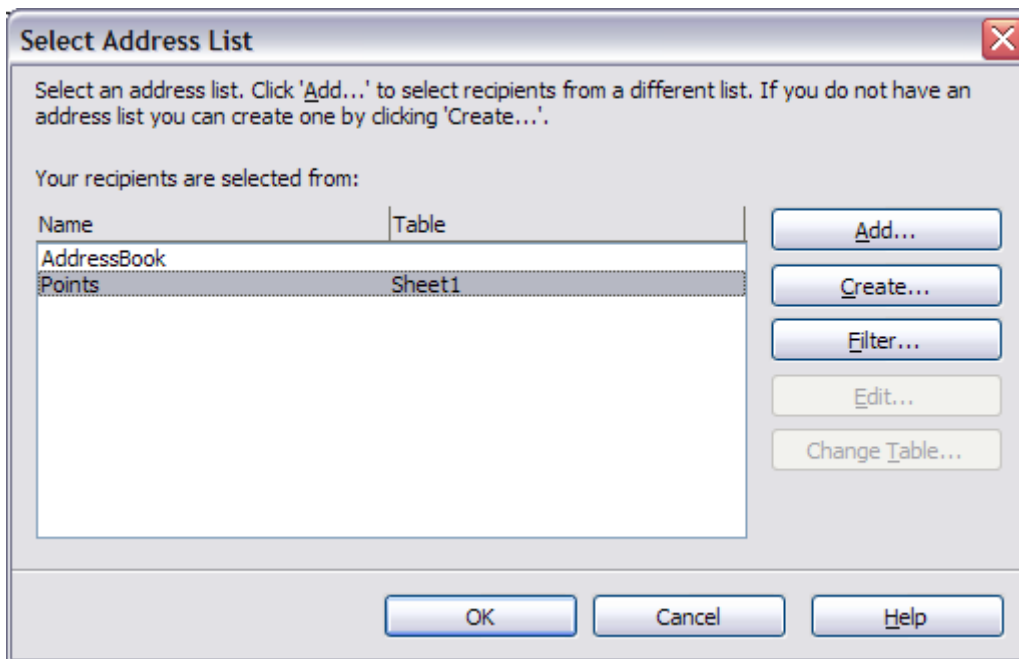 Select Address List
Select an address list. Click 'Add...' to select recipients from a different list. If you do not have an
address list you can create one by clicking 'Create...'.
Your recipients are selected from:
Name Table
Add...
AddressBook
Points Sheet1
Create...
Filter...
Edit...
Change Table...
OK Cancel Help